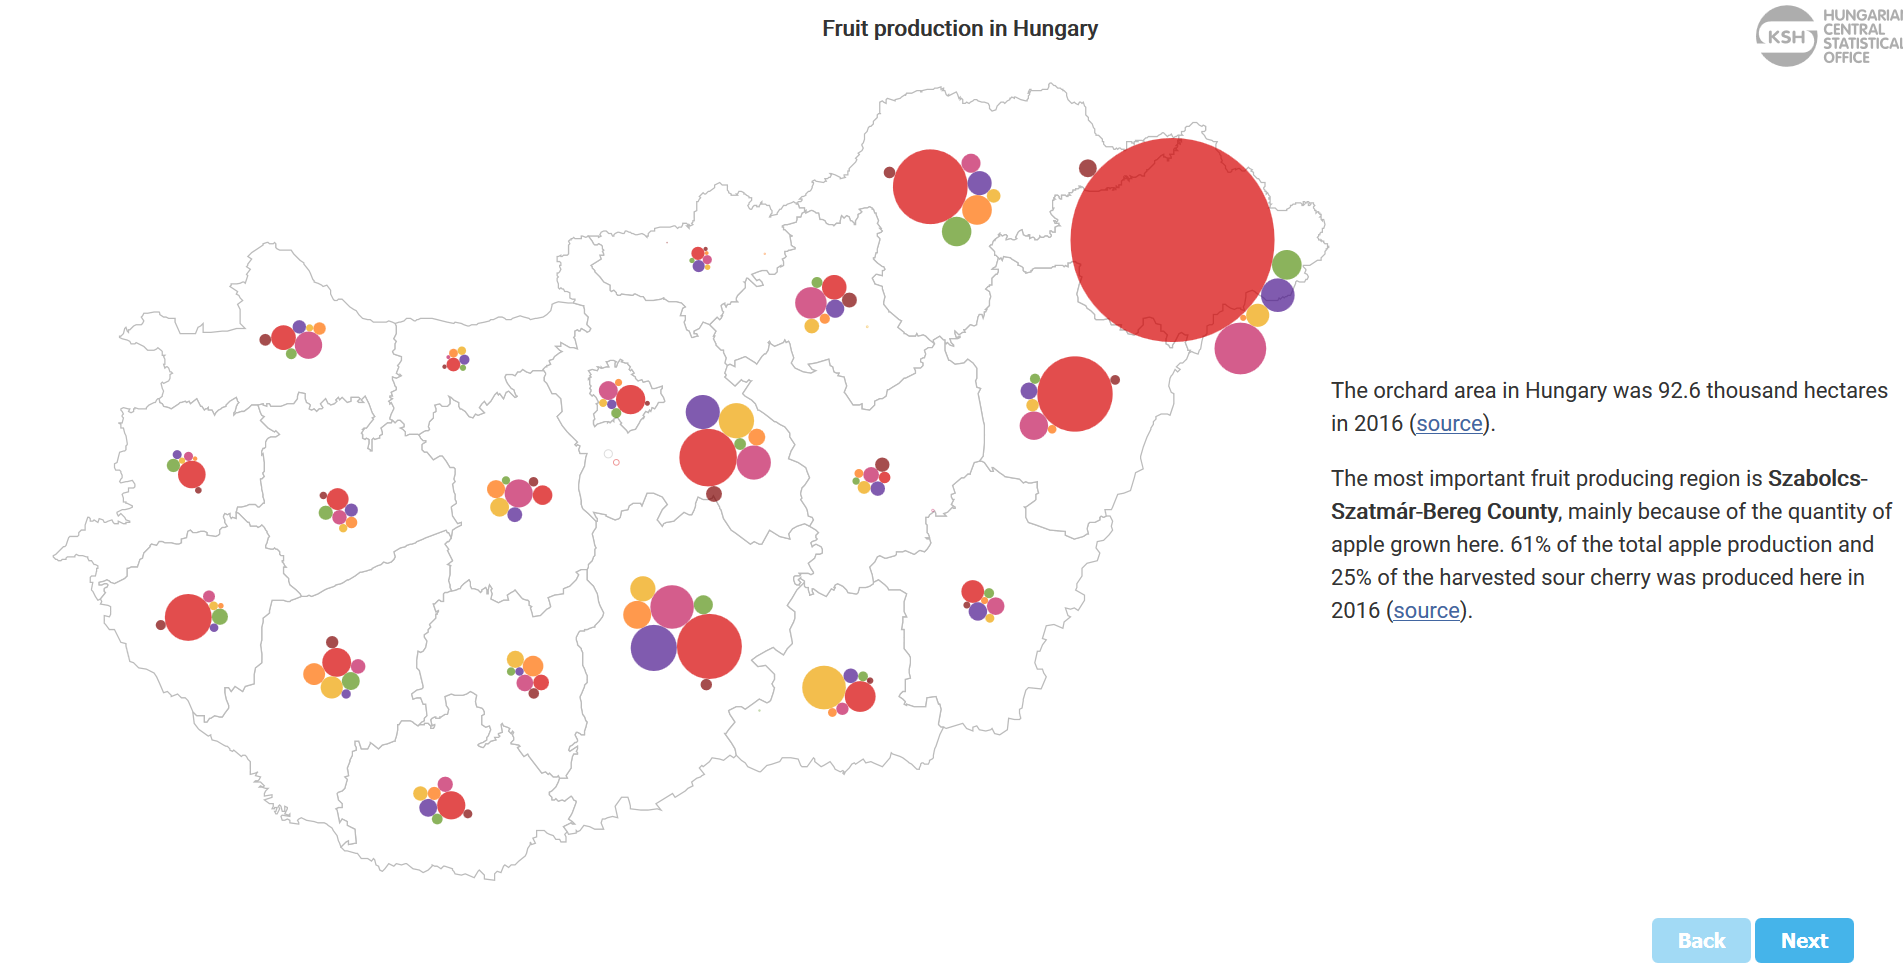 Fruit production in Hungary
KSH
HUNGARIAN
CENTRAL
STATISTICAL
OFFICE
The orchard area in Hungary was 92.6 thousand hectares
in 2016 (source).
The most important fruit producing region is Szabolcs-
Szatmár-Bereg County, mainly because of the quantity of
apple grown here. 61% of the total apple production and
25% of the harvested sour cherry was produced here in
2016 (source).
Back Next